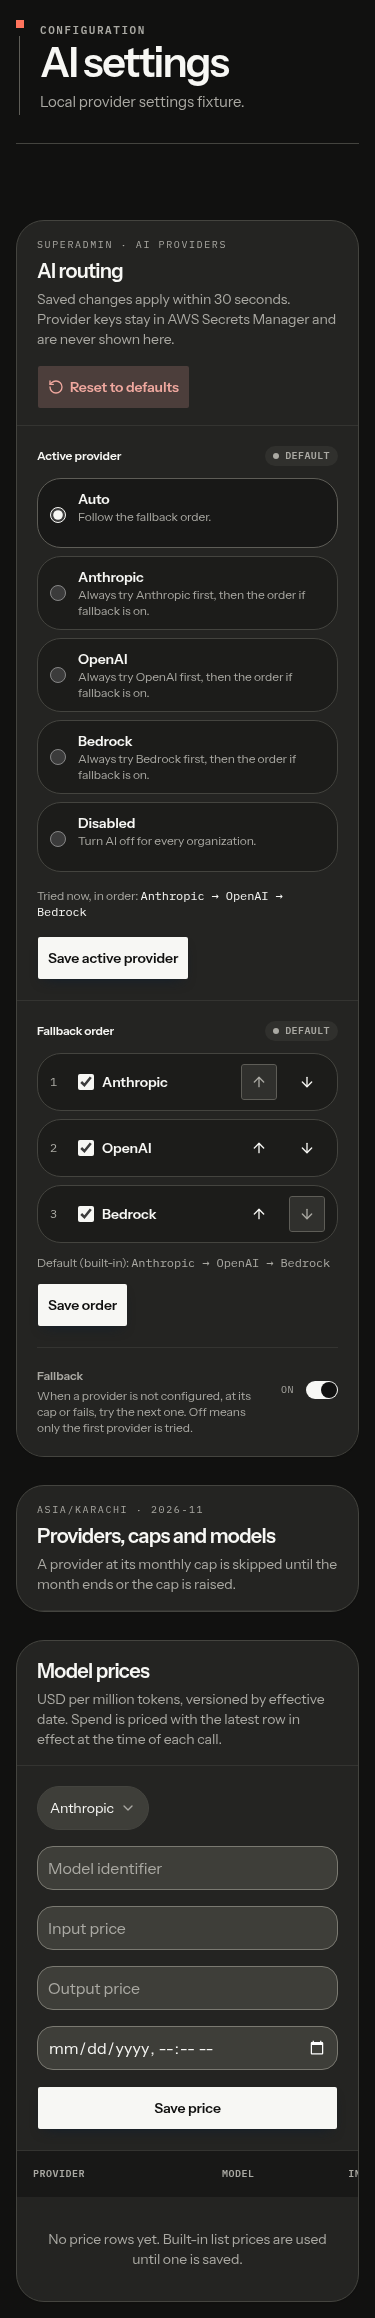 CONFIGURATION
AI settings
Local provider settings fixture.
SUPERADMIN · AI PROVIDERS
AI routing
Saved changes apply within 30 seconds.
Provider keys stay in AWS Secrets Manager and
are never shown here.
Reset to defaults
Active provider
DEFAULT
Auto
Follow the fallback order.
Anthropic
Always try Anthropic first, then the order if
fallback is on.
OpenAI
Always try OpenAI first, then the order if
fallback is on.
Bedrock
Always try Bedrock first, then the order if
fallback is on.
Disabled
Turn AI off for every organization.
Tried now, in order: Anthropic → OpenAI →
Bedrock
Save active provider
Fallback order
DEFAULT
1 Anthropic ↑ ↓
2 OpenAI ↑ ↓
3 Bedrock ↑ ↓
Default (built-in): Anthropic → OpenAI → Bedrock
Save order
Fallback
When a provider is not configured, at its
cap or fails, try the next one. Off means
only the first provider is tried.
ON
ASIA/KARACHI · 2026-11
Providers, caps and models
A provider at its monthly cap is skipped until the
month ends or the cap is raised.
Model prices
USD per million tokens, versioned by effective
date. Spend is priced with the latest row in
effect at the time of each call.
Anthropic
Model identifier
Input price
Output price
mm/dd/yyyy, --:-- --
Save price
PROVIDER MODEL
No price rows yet. Built-in list prices are used
until one is saved.